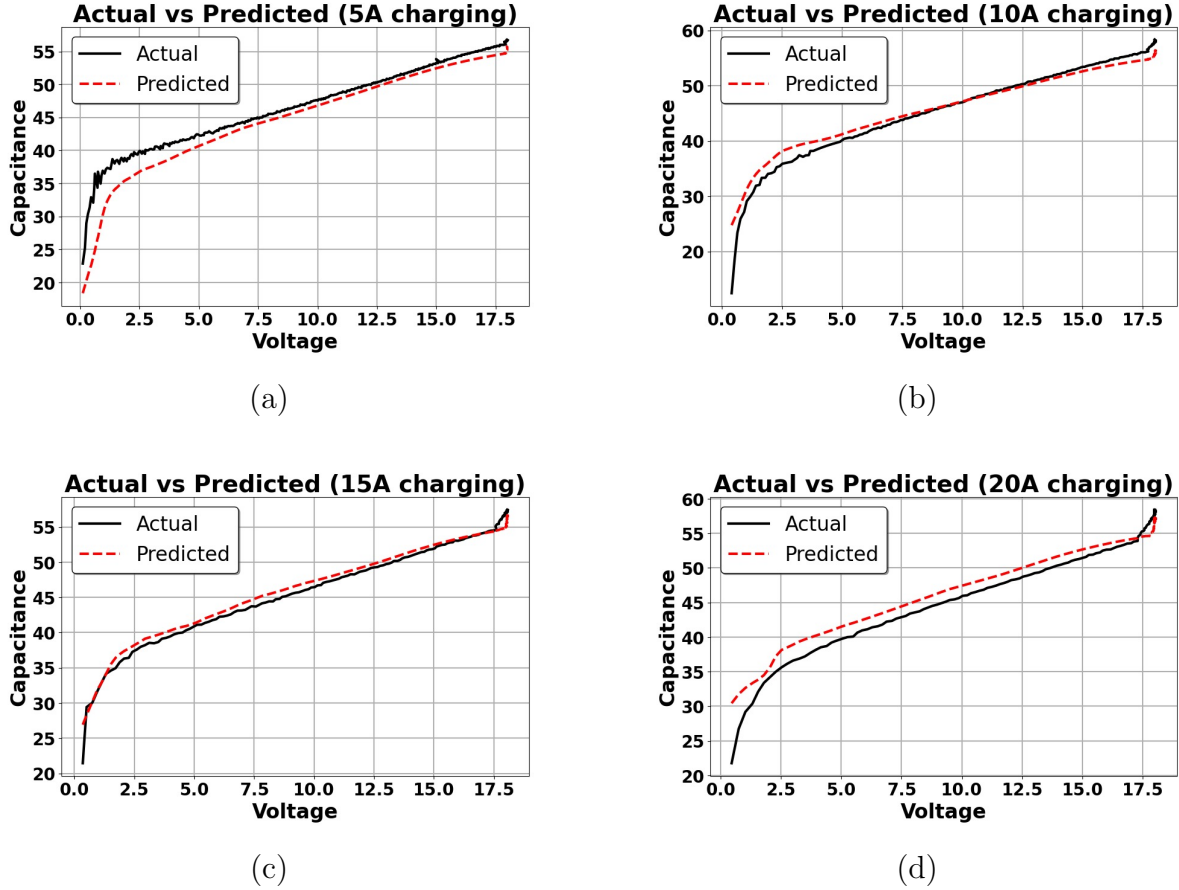 Actual vs Predicted (5A charging)
Capacitance
55
50
45
40
35
30
25
20
Actual
Predicted
0.0 2.5 5.0 7.5 10.0 12.5 15.0 17.5
Voltage
(a)
Actual vs Predicted (10A charging)
Capacitance
60
50
40
30
20
Actual
Predicted
0.0 2.5 5.0 7.5 10.0 12.5 15.0 17.5
Voltage
(b)
Actual vs Predicted (15A charging)
Capacitance
55
50
45
40
35
30
25
20
Actual
Predicted
0.0 2.5 5.0 7.5 10.0 12.5 15.0 17.5
Voltage
(c)
Actual vs Predicted (20A charging)
Capacitance
60
55
50
45
40
35
30
25
20
Actual
Predicted
0.0 2.5 5.0 7.5 10.0 12.5 15.0 17.5
Voltage
(d)